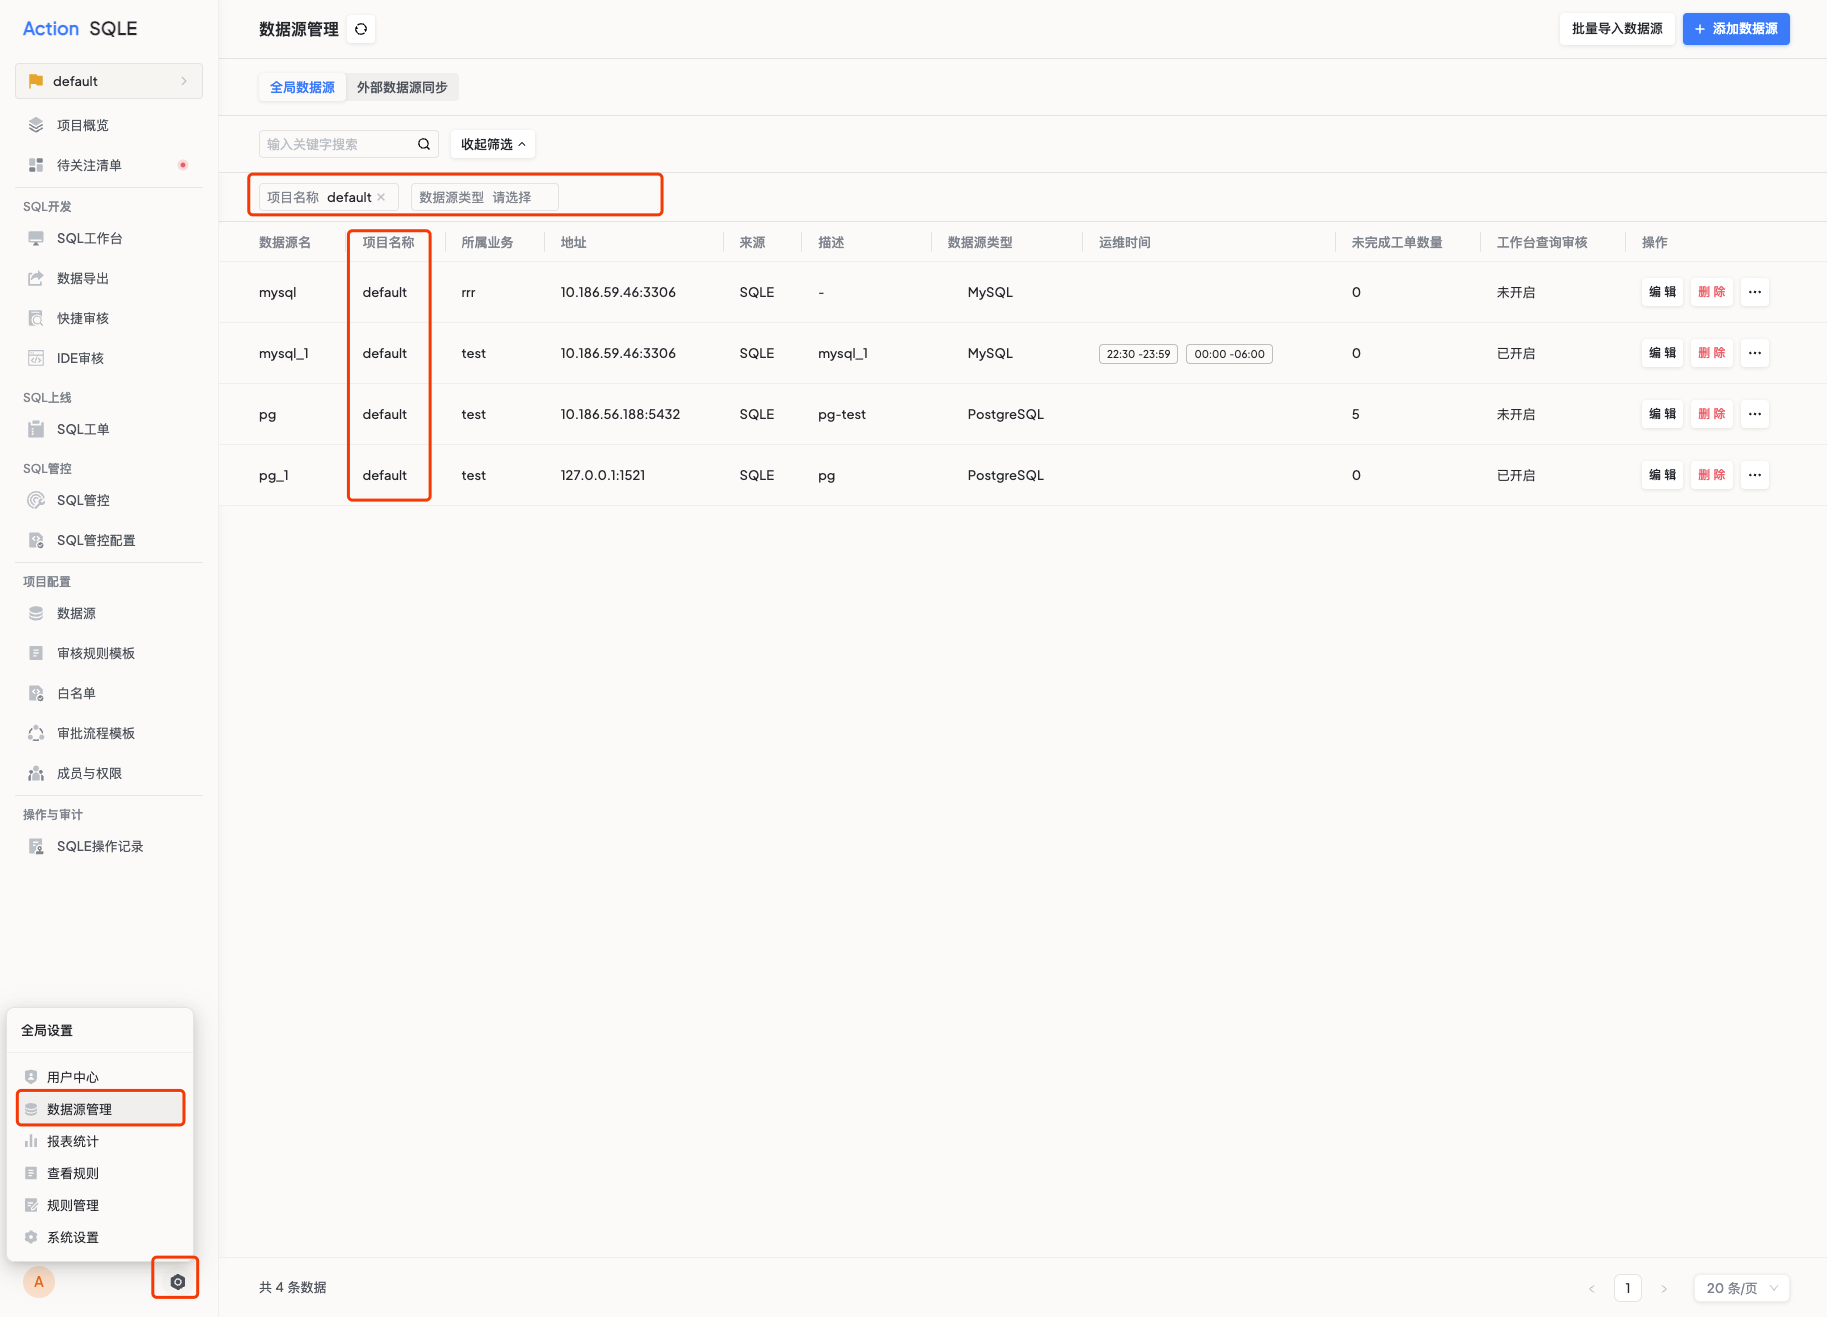 Action SQLE
default
项目概览
待关注清单
SQL开发
SQL工作台
数据导出
快捷审核
IDE审核
SQL上线
SQL工单
SQL管控
SQL管控
SQL管控配置
项目配置
数据源
审核规则模板
白名单
审批流程模板
成员与权限
操作与审计
SQLE操作记录
全局设置
用户中心
数据源管理
报表统计
查看规则
规则管理
系统设置
A
数据源管理
批量导入数据源
添加数据源
全局数据源 外部数据源同步
输入关键字搜索 收起筛选
项目名称 default 数据源类型 请选择
数据源名 项目名称 所属业务 地址 来源 描述 数据源类型 运维时间 未完成工单数量 工作台查询审核 操作
mysql default rrr 10.186.59.46:3306 SQLE - MySQL 0 未开启 编 辑 删 除 ···
mysql_1 default test 10.186.59.46:3306 SQLE mysql_1 MySQL 22:30 -23:59 00:00 -06:00 0 已开启 编 辑 删 除 ···
pg default test 10.186.56.188:5432 SQLE pg-test PostgreSQL 5 未开启 编 辑 删 除 ···
pg_1 default test 127.0.0.1:1521 SQLE pg PostgreSQL 0 已开启 编 辑 删 除 ···
共 4 条数据
1
20 条/页